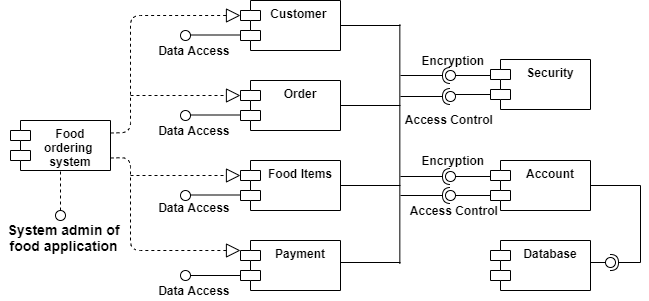 Customer
Data Access
Encryption
Security
Order
Access Control
Data Access
Food
ordering
system
Encryption
Food Items
Account
Data Access
Access Control
System admin of
food application
Payment
Database
Data Access